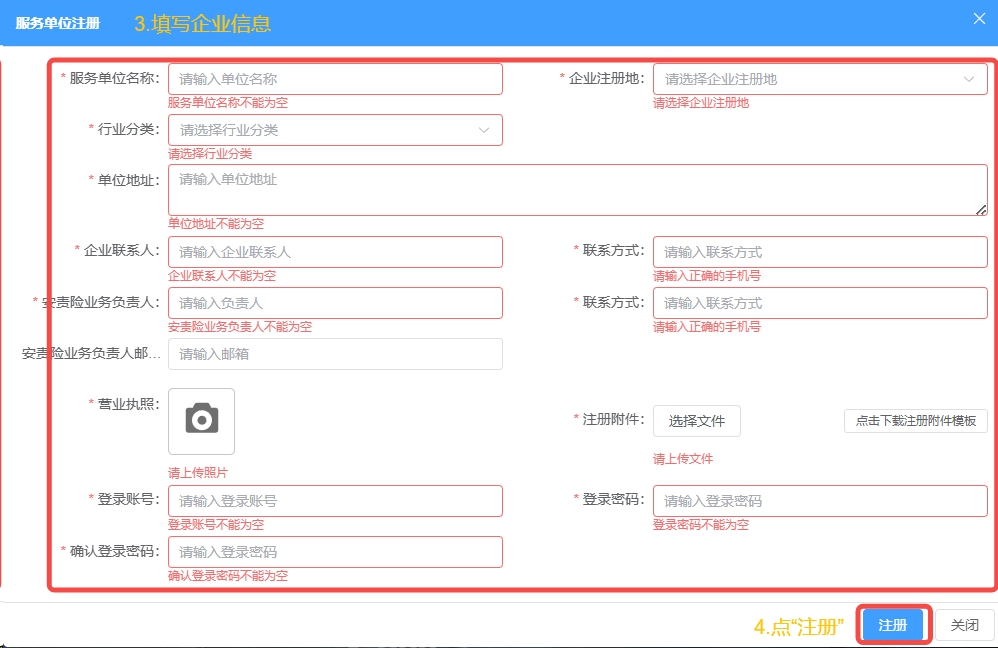 服务单位注册 3.填写企业信息
* 服务单位名称: 请输入单位名称 * 企业注册地: 请选择企业注册地
服务单位名称不能为空 请选择企业注册地
* 行业分类: 请选择行业分类
请选择行业分类
* 单位地址: 请输入单位地址
单位地址不能为空
* 企业联系人: 请输入企业联系人 * 联系方式: 请输入联系方式
企业联系人不能为空 请输入正确的手机号
* 安责险业务负责人: 请输入负责人 * 联系方式: 请输入联系方式
安责险业务负责人不能为空 请输入正确的手机号
安责险业务负责人邮... 请输入邮箱
* 营业执照: * 注册附件: 选择文件 点击下载注册附件模板
请上传照片 请上传文件
* 登录账号: 请输入登录账号 * 登录密码: 请输入登录密码
登录账号不能为空 登录密码不能为空
* 确认登录密码: 请输入登录密码
确认登录密码不能为空
4.点“注册” 注册 关闭